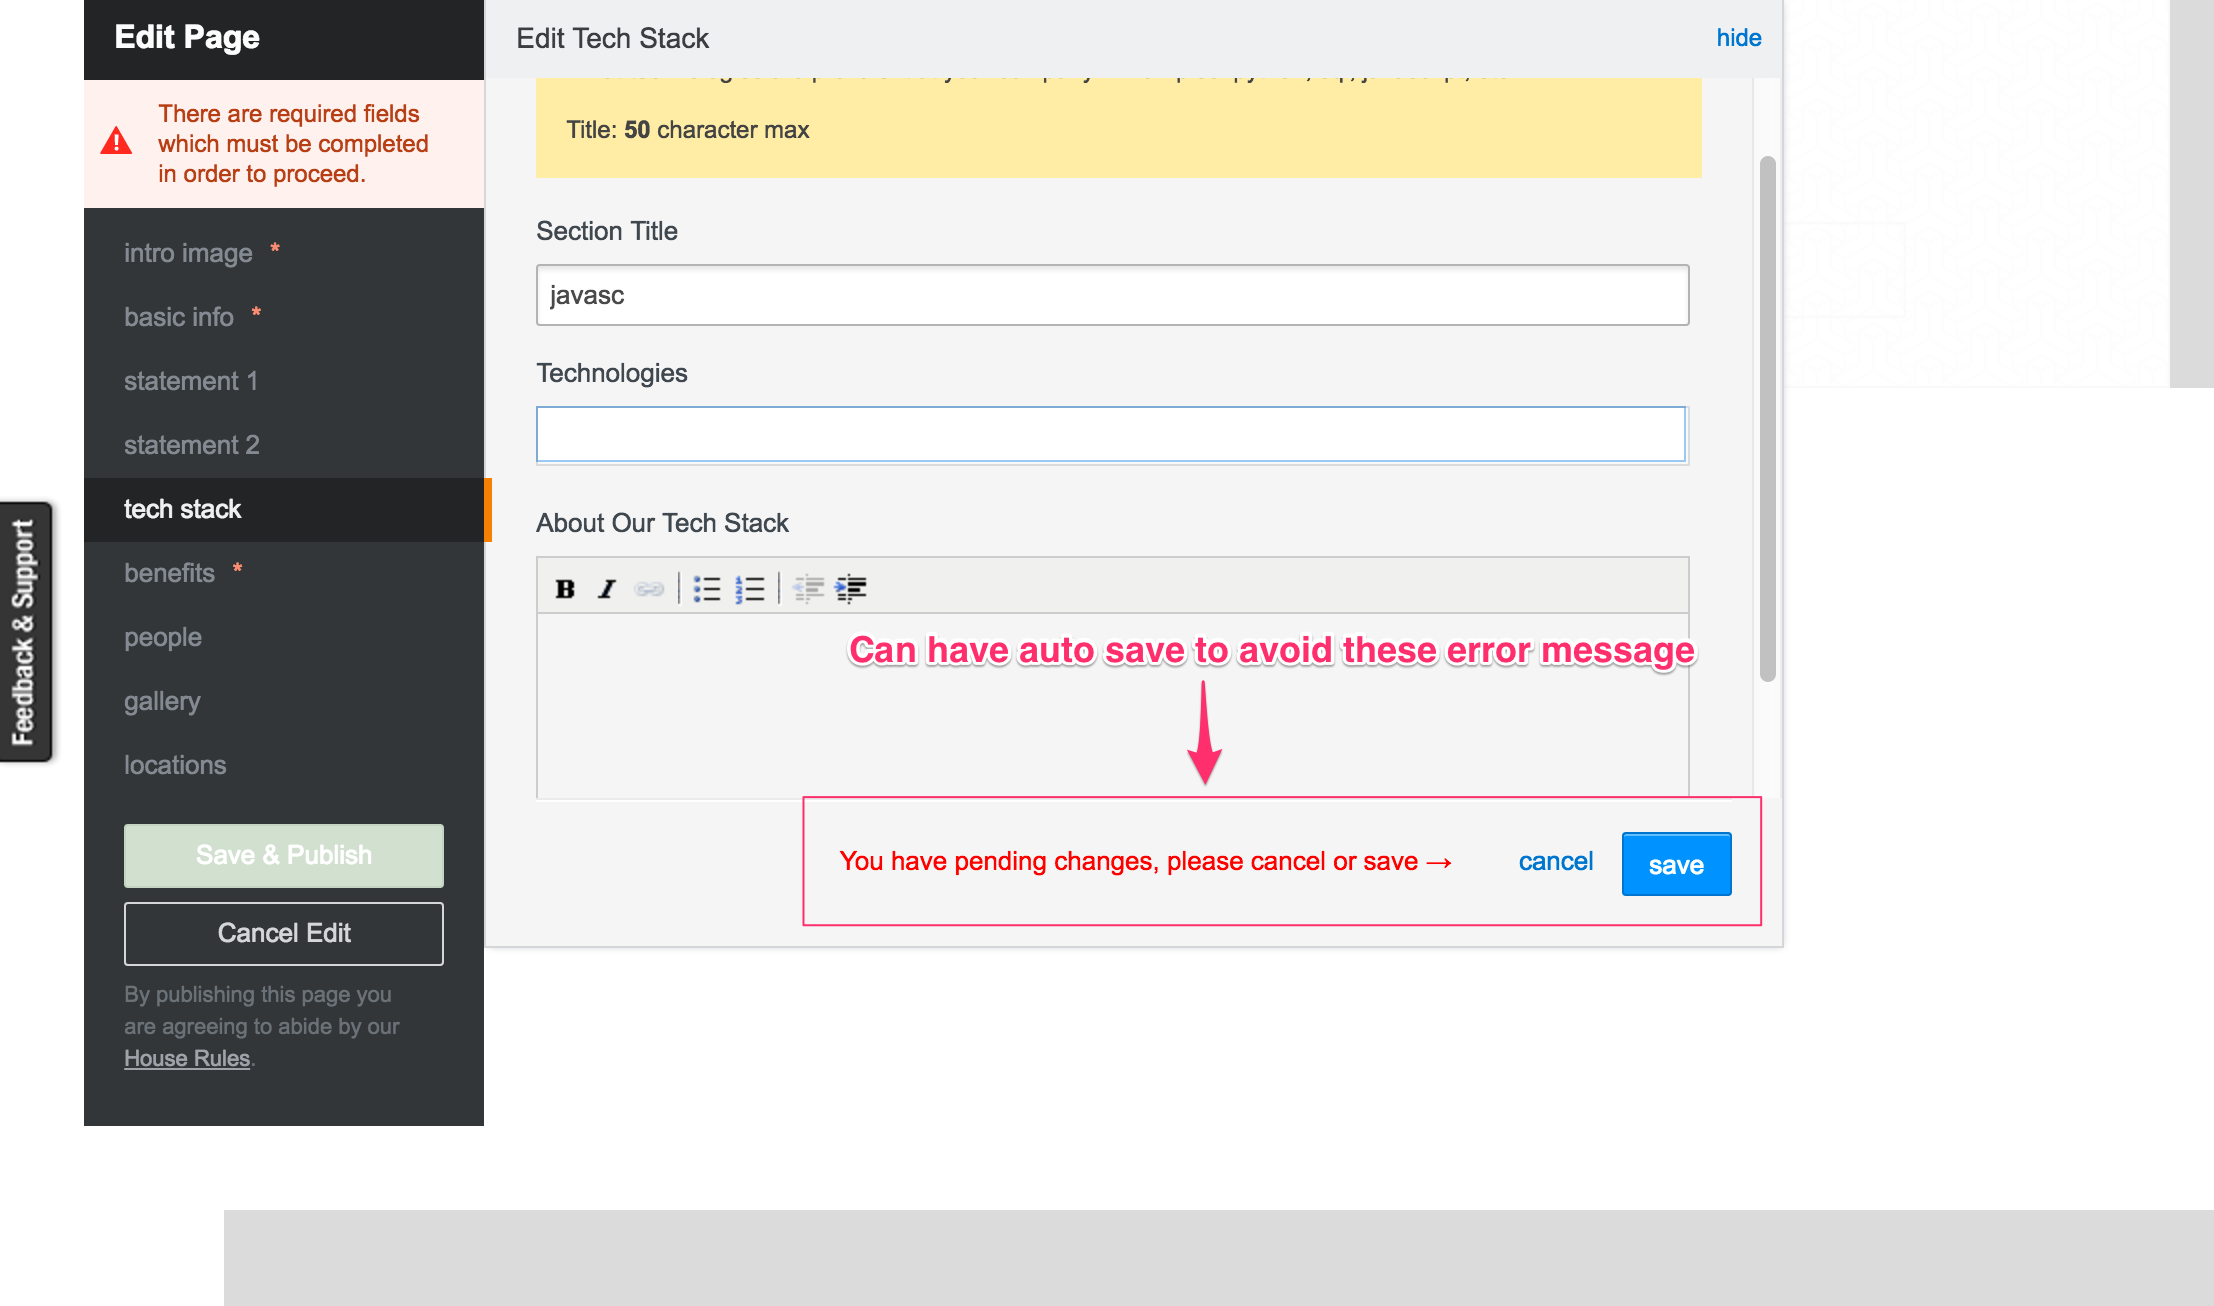 Edit Page
There are required fields
which must be completed
in order to proceed.
intro image *
basic info *
statement 1
statement 2
tech stack
benefits *
people
gallery
locations
Save & Publish
Cancel Edit
By publishing this page you
are agreeing to abide by our
House Rules.
Feedback & Support
Edit Tech Stack
hide
Title: 50 character max
Section Title
javasc
Technologies
About Our Tech Stack
B I
Can have auto save to avoid these error message
You have pending changes, please cancel or save →
cancel
save